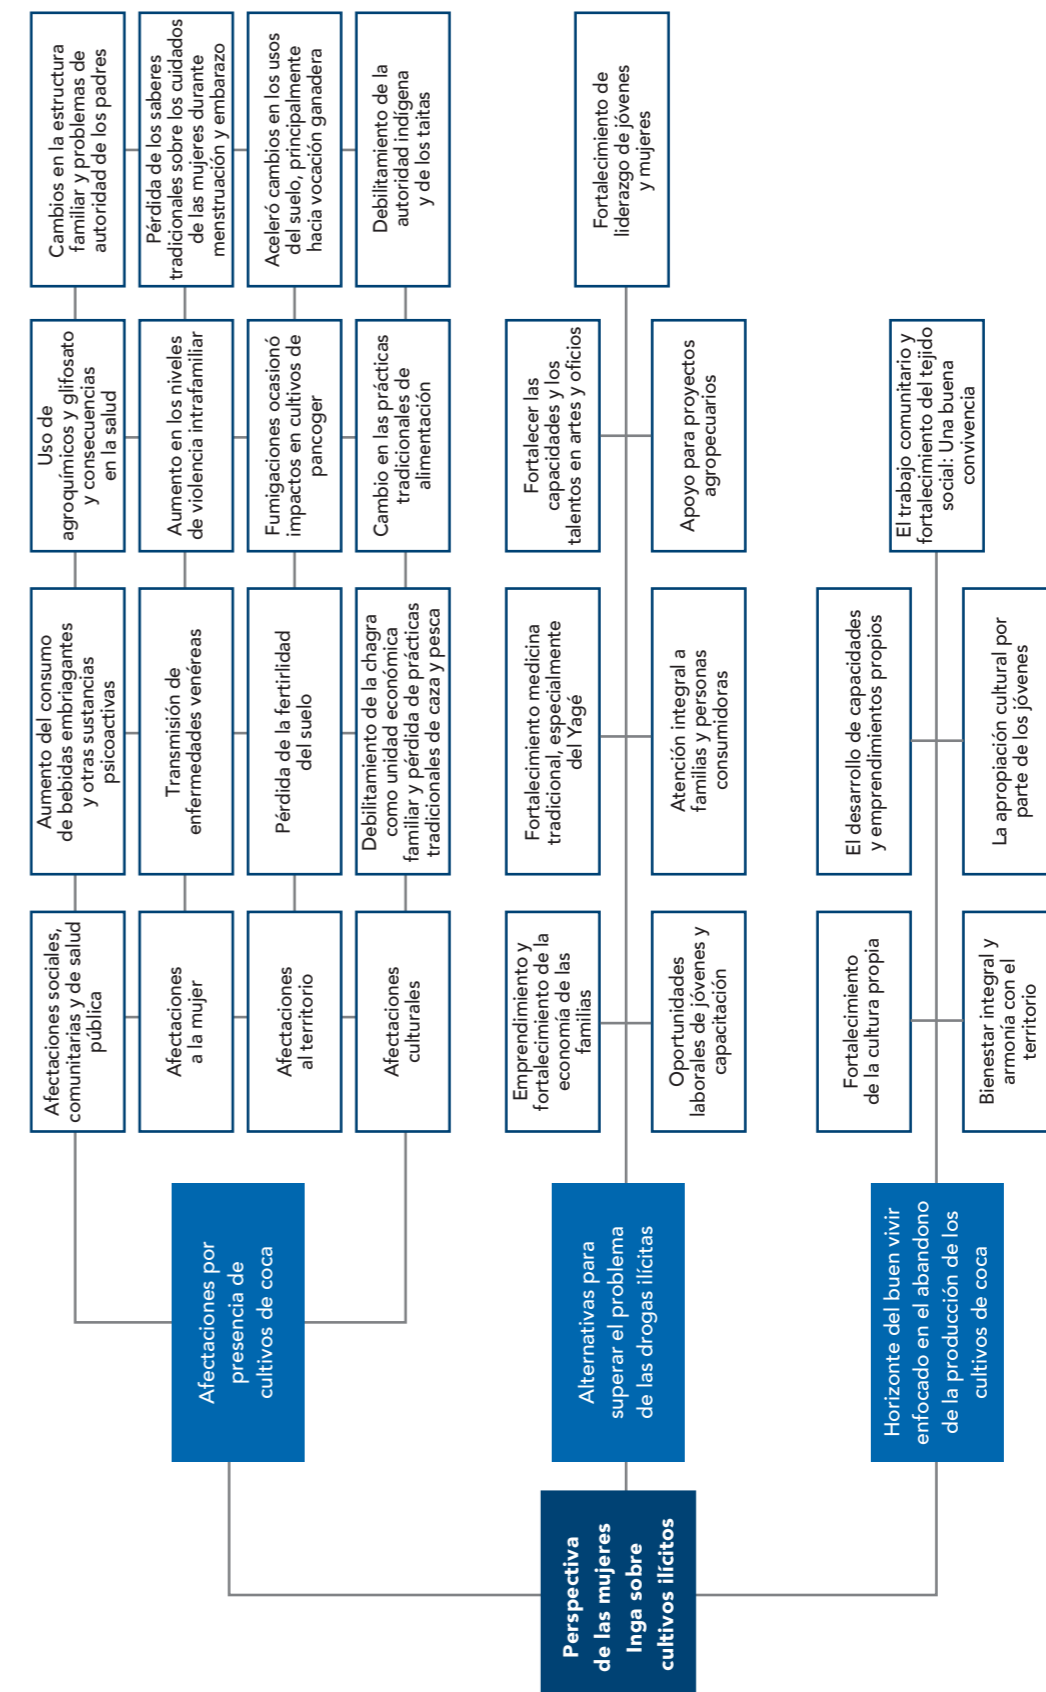 Perspectiva
de las mujeres
Inga sobre
cultivos ilícitos
Afectaciones por
presencia de
cultivos de coca
Afectaciones sociales,
comunitarias y de salud
pública
Aumento del consumo
de bebidas embriagantes
y otras sustancias
psicoactivas
Uso de
agroquímicos y glifosato
y consecuencias
en la salud
Cambios en la estructura
familiar y problemas de
autoridad de los padres
Afectaciones
a la mujer
Transmisión de
enfermedades venéreas
Aumento en los niveles
de violencia intrafamiliar
Pérdida de los saberes
tradicionales sobre los cuidados
de las mujeres durante
menstruación y embarazo
Afectaciones
al territorio
Pérdida de la fertirlidad
del suelo
Fumigaciones ocasionó
impactos en cultivos de
pancoger
Aceleró cambios en los usos
del suelo, principalmente
hacia vocación ganadera
Afectaciones
culturales
Debilitamiento de la chagra
como unidad económica
familiar y pérdida de prácticas
tradicionales de caza y pesca
Cambio en las prácticas
tradicionales de
alimentación
Debilitamiento de la
autoridad indígena
y de los taitas
Alternativas para
superar el problema
de las drogas ilícitas
Emprendimiento y
fortalecimiento de la
economía de las
familias
Fortalecimiento medicina
tradicional, especialmente
del Yagé
Fortalecer las
capacidades y los
talentos en artes y oficios
Fortalecimiento de
liderazgo de jóvenes
y mujeres
Oportunidades
laborales de jóvenes y
capacitación
Atención integral a
familias y personas
consumidoras
Apoyo para proyectos
agropecuarios
Horizonte del buen vivir
enfocado en el abandono
de la producción de los
cultivos de coca
Fortalecimiento
de la cultura propia
El desarrollo de capacidades
y emprendimientos propios
El trabajo comunitario y
fortalecimiento del tejido
social: Una buena
convivencia
Bienestar integral y
armonía con el
territorio
La apropiación cultural por
parte de los jóvenes